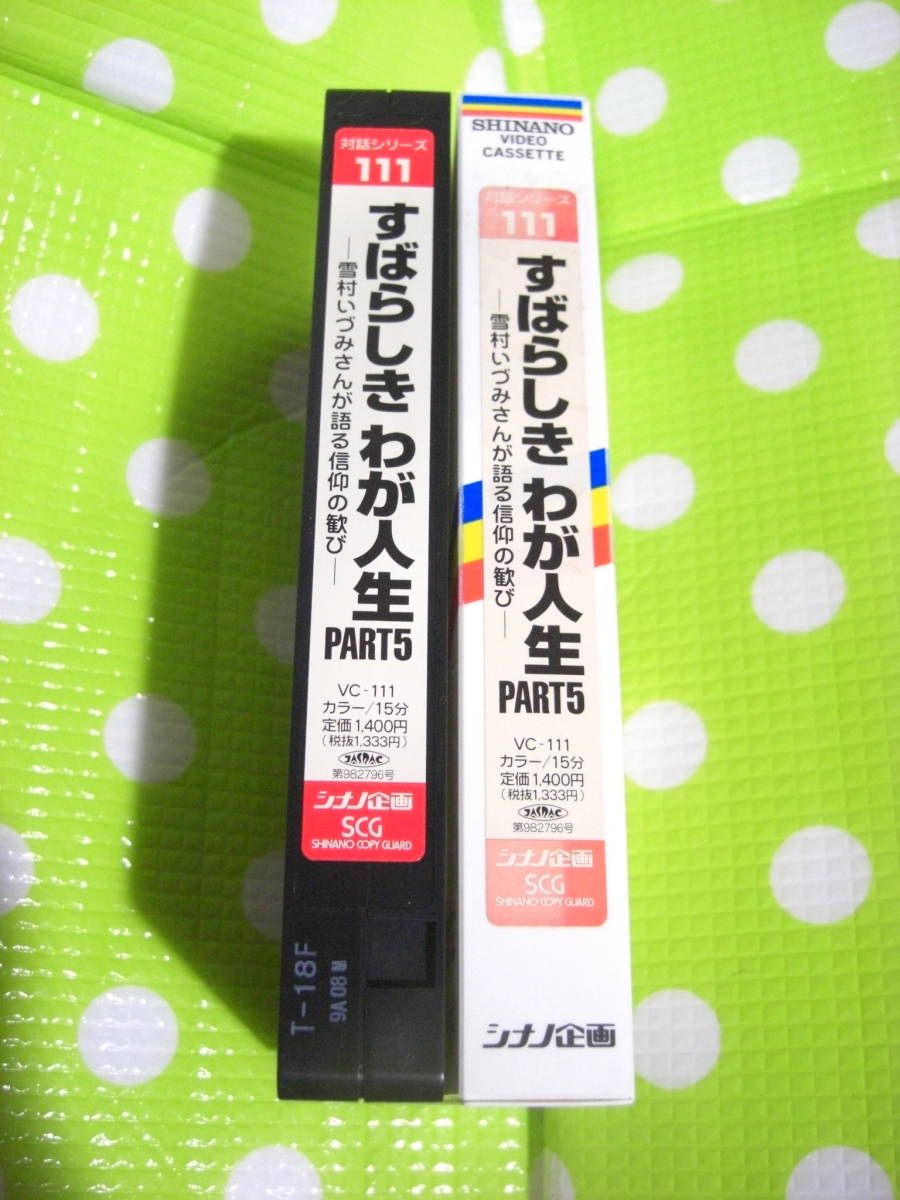 対話シリーズ
111
すばらしき わが人生
―雪村いづみさんが語る信仰の歓び―
PART5
VC-111
カラー/15分
定価1,400円
(税抜1,333円)
JASRAC
第982796号
シナノ企画
SCG
SHINANO COPY GUARD
T-18F
SHINANO
VIDEO
CASSETTE
対話シリーズ
111
すばらしき わが人生
―雪村いづみさんが語る信仰の歓び―
PART5
VC-111
カラー/15分
定価1,400円
(税抜1,333円)
JASRAC
第982796号
シナノ企画
SCG
SHINANO COPY GUARD
シナノ企画